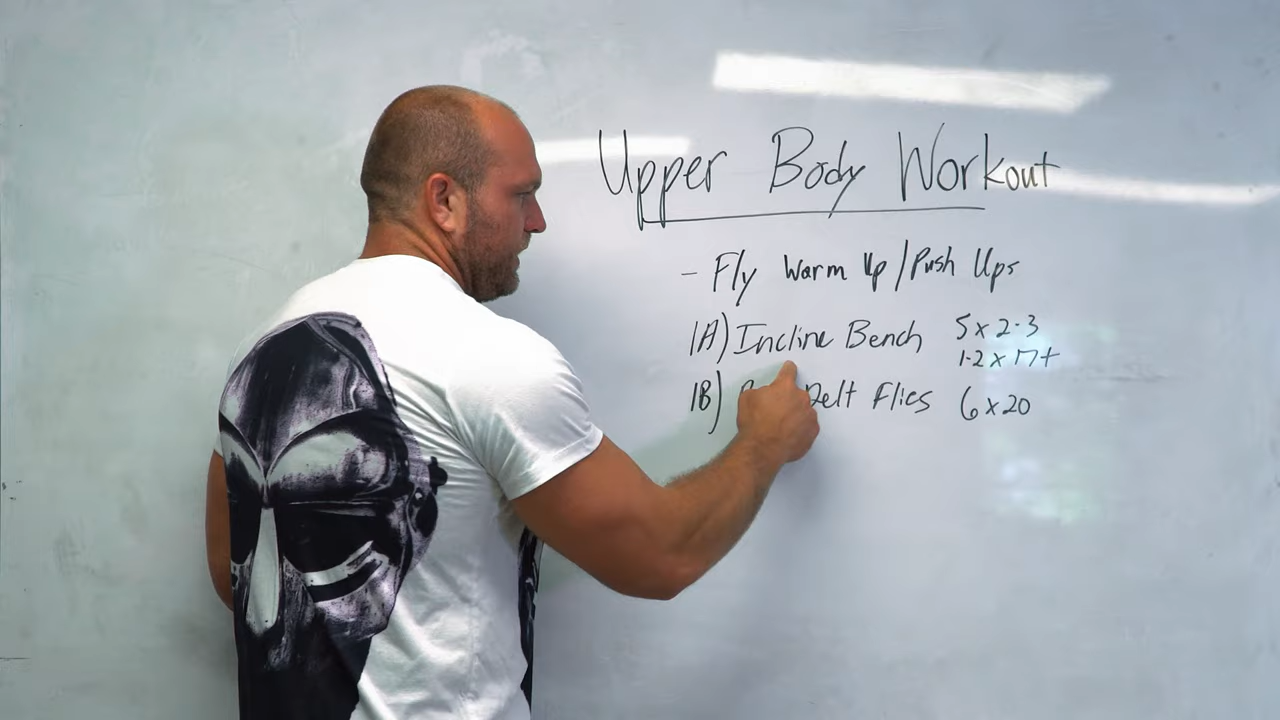 Upper Body Workout
- Fly Warm Up/Push Ups
1A) Incline Bench 5 x 2-3
1-2 x 17+
1B) Delt Flies 6 x 20